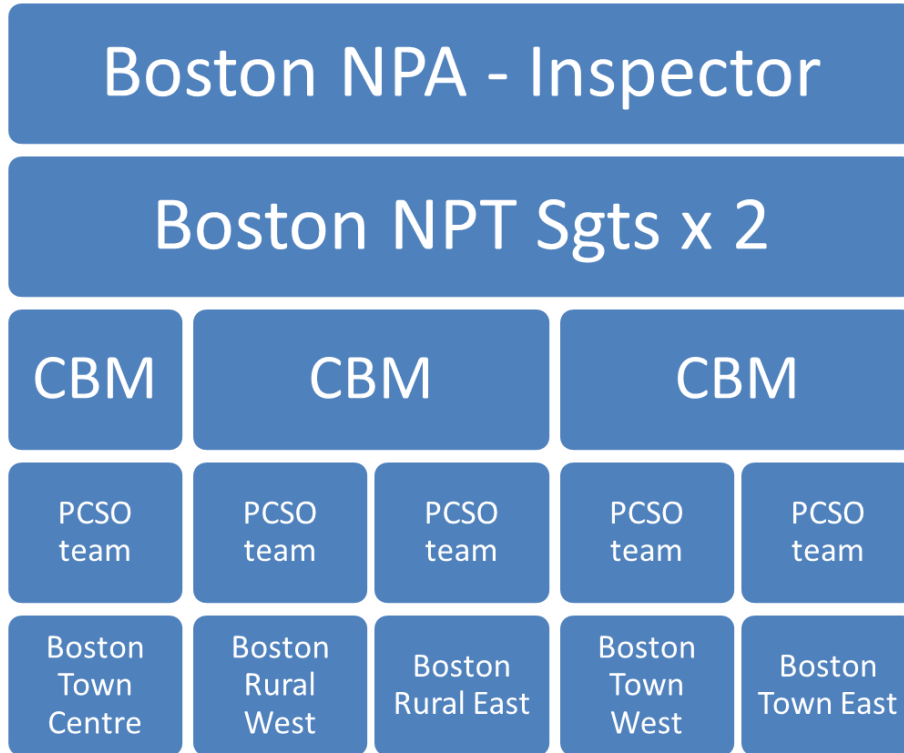 Boston NPA - Inspector
Boston NPT Sgts x 2
CBM
CBM
CBM
PCSO
team
PCSO
team
PCSO
team
PCSO
team
PCSO
team
Boston
Town
Centre
Boston
Rural
West
Boston
Rural East
Boston
Town
West
Boston
Town East